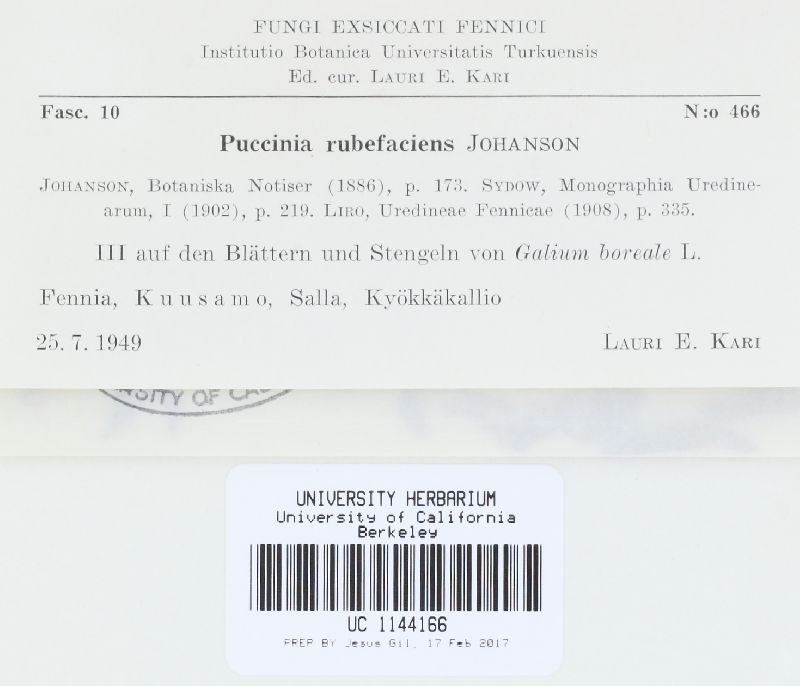 FUNGI EXSICCATI FENNICI
Institutio Botanica Universitatis Turkuensis
Ed. cur. LAURI E. KARI
Fasc. 10 N:o 466
Puccinia rubefaciens JOHANSON
JOHANSON, Botaniska Notiser (1886), p. 173. SYDOW, Monographia Uredine-
arum, I (1902), p. 219. LIRO, Uredineae Fennicae (1908), p. 335.
III auf den Blättern und Stengeln von Galium boreale L.
Fennia, Kuusamo, Salla, Kyökkäkallio
25. 7. 1949 LAURI E. KARI
SITY OF
UNIVERSITY HERBARIUM
University of California
Berkeley
UC 1144166
PREP BY Jesus Gil, 17 Feb 2017